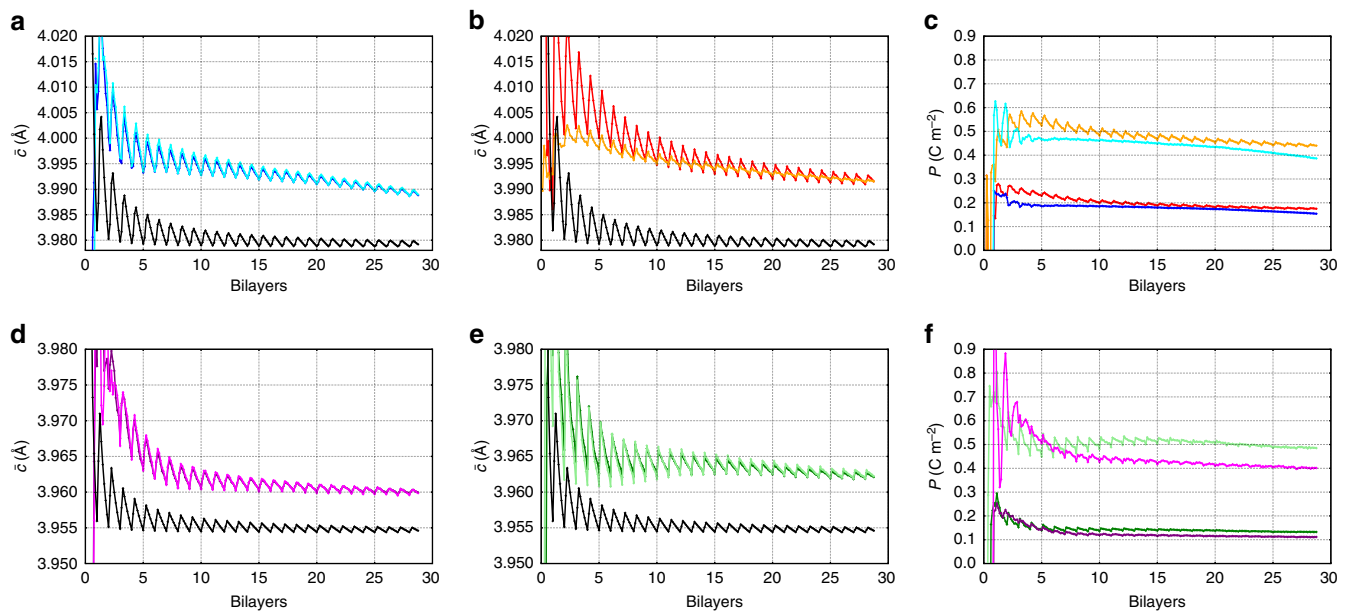 a
c̄ (Å)
4.020
4.015
4.010
4.005
4.000
3.995
3.990
3.985
3.980
0 5 10 15 20 25 30
Bilayers
b
c̄ (Å)
4.020
4.015
4.010
4.005
4.000
3.995
3.990
3.985
3.980
0 5 10 15 20 25 30
Bilayers
c
P (C m−2)
0.9
0.8
0.7
0.6
0.5
0.4
0.3
0.2
0.1
0.0
0 5 10 15 20 25 30
Bilayers
d
c̄ (Å)
3.980
3.975
3.970
3.965
3.960
3.955
3.950
0 5 10 15 20 25 30
Bilayers
e
c̄ (Å)
3.980
3.975
3.970
3.965
3.960
3.955
3.950
0 5 10 15 20 25 30
Bilayers
f
P (C m−2)
0.9
0.8
0.7
0.6
0.5
0.4
0.3
0.2
0.1
0.0
0 5 10 15 20 25 30
Bilayers